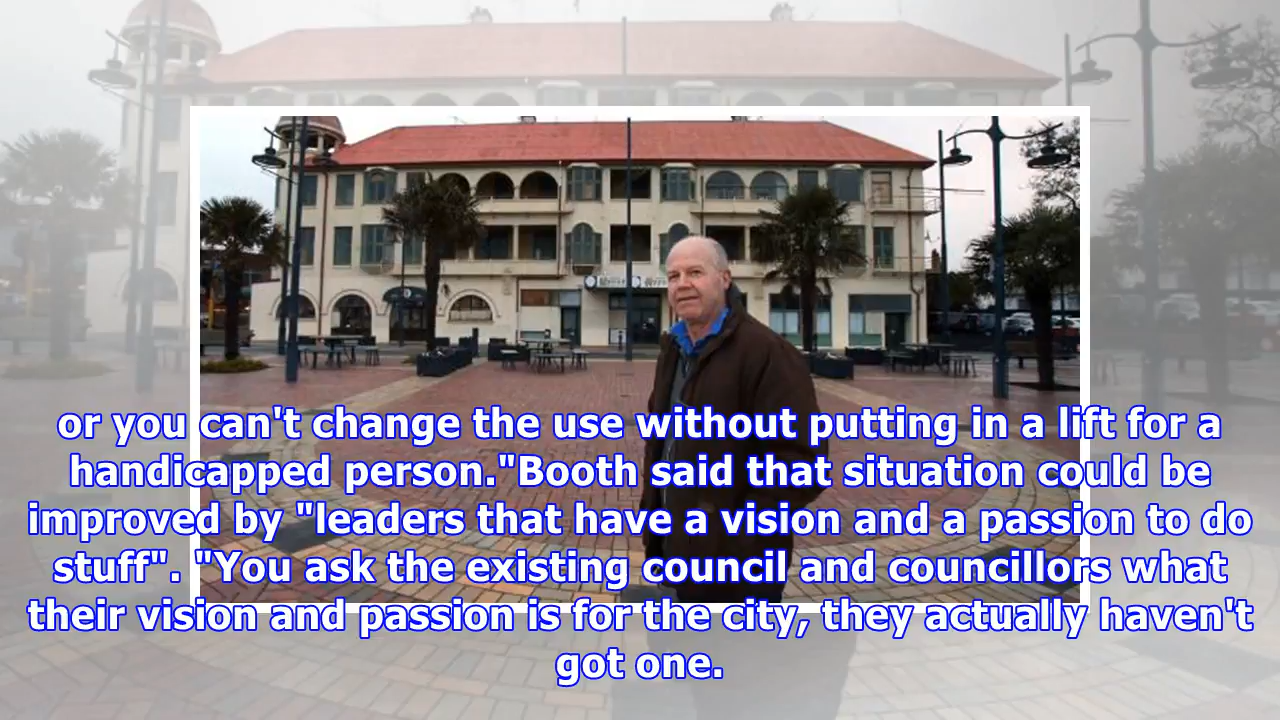 or you can't change the use without putting in a lift for a
handicapped person."Booth said that situation could be
improved by "leaders that have a vision and a passion to do
stuff". "You ask the existing council and councillors what
their vision and passion is for the city, they actually haven't
got one.